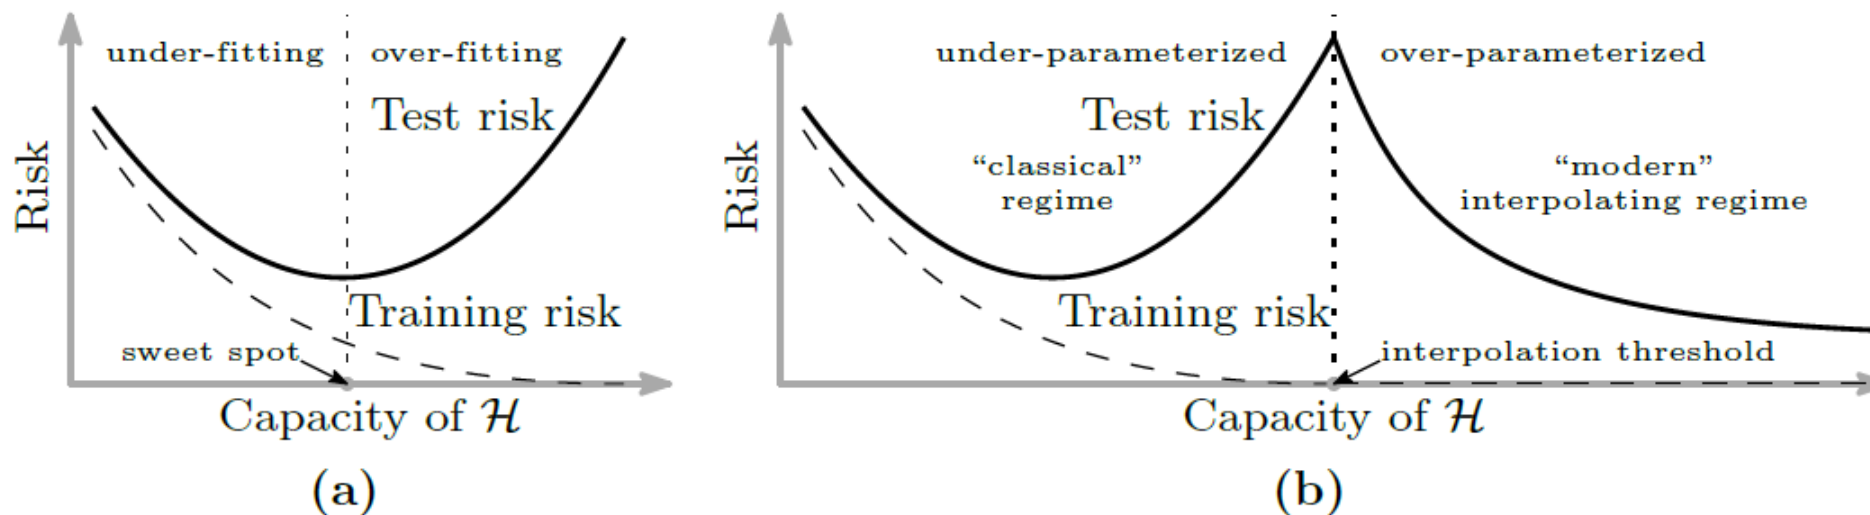 under-fitting
over-fitting
Test risk
Risk
Training risk
sweet spot
Capacity of ℋ
(a)
under-parameterized
over-parameterized
Test risk
“classical”
regime
“modern”
interpolating regime
Risk
Training risk
interpolation threshold
Capacity of ℋ
(b)